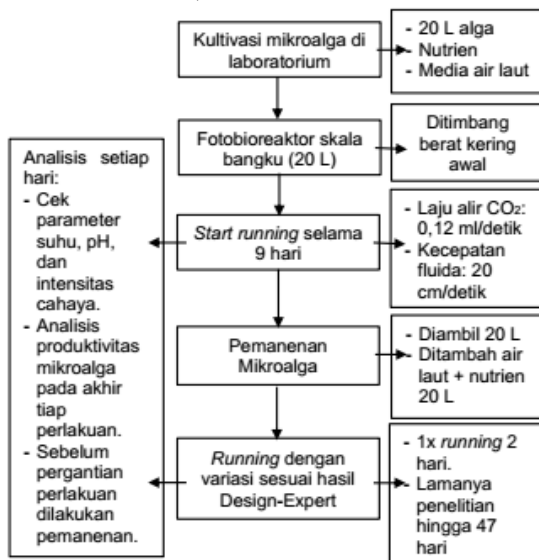 Kultivasi mikroalga di
laboratorium
- 20 L alga
- Nutrien
- Media air laut
Fotobioreaktor skala
bangku (20 L)
Ditimbang
berat kering
awal
Analisis setiap
hari:
- Cek
parameter
suhu, pH,
dan
intensitas
cahaya.
- Analisis
produktivitas
mikroalga
pada akhir
tiap
perlakuan.
- Sebelum
pergantian
perlakuan
dilakukan
pemanenan.
Start running selama
9 hari
- Laju alir CO₂:
0,12 ml/detik
- Kecepatan
fluida: 20
cm/detik
Pemanenan
Mikroalga
- Diambil 20 L
- Ditambah air
laut + nutrien
20 L
Running dengan
variasi sesuai hasil
Design-Expert
- 1x running 2
hari.
- Lamanya
penelitian
hingga 47
hari